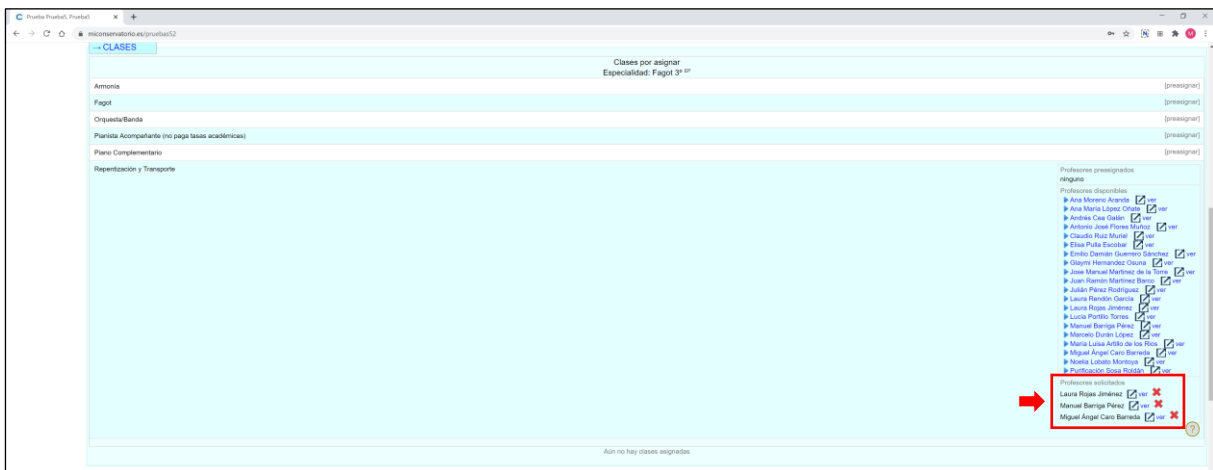 Prueba Prueba5, Prueba5
miconservatorio.es/pruebas52
→ CLASES
Clases por asignar
Especialidad: Fagot 3º EP
Armonía [preasignar]
Fagot [preasignar]
Orquesta/Banda [preasignar]
Pianista Acompañante (no paga tasas académicas) [preasignar]
Piano Complementario [preasignar]
Repentización y Transporte
Profesores preasignados
ninguno
Profesores disponibles
Ana Moreno Aranda ver
Ana María López Oñate ver
Andrés Cea Galán ver
Antonio José Flores Muñoz ver
Claudio Ruiz Muriel ver
Elisa Pulla Escobar ver
Emilio Damián Guerrero Sánchez ver
Glaymi Hernandez Osuna ver
Jose Manuel Martínez de la Torre ver
Juan Ramón Martínez Barco ver
Julián Pérez Rodríguez ver
Laura Rendón García ver
Laura Rojas Jiménez ver
Lucía Portillo Torres ver
Manuel Barriga Pérez ver
Marcelo Durán López ver
María Luisa Artillo de los Ríos ver
Miguel Ángel Caro Barreda ver
Noelia Lobato Montoya ver
Purificación Sosa Roldán ver
Profesores solicitados
Laura Rojas Jiménez ver
Manuel Barriga Pérez ver
Miguel Ángel Caro Barreda ver
?
Aún no hay clases asignadas